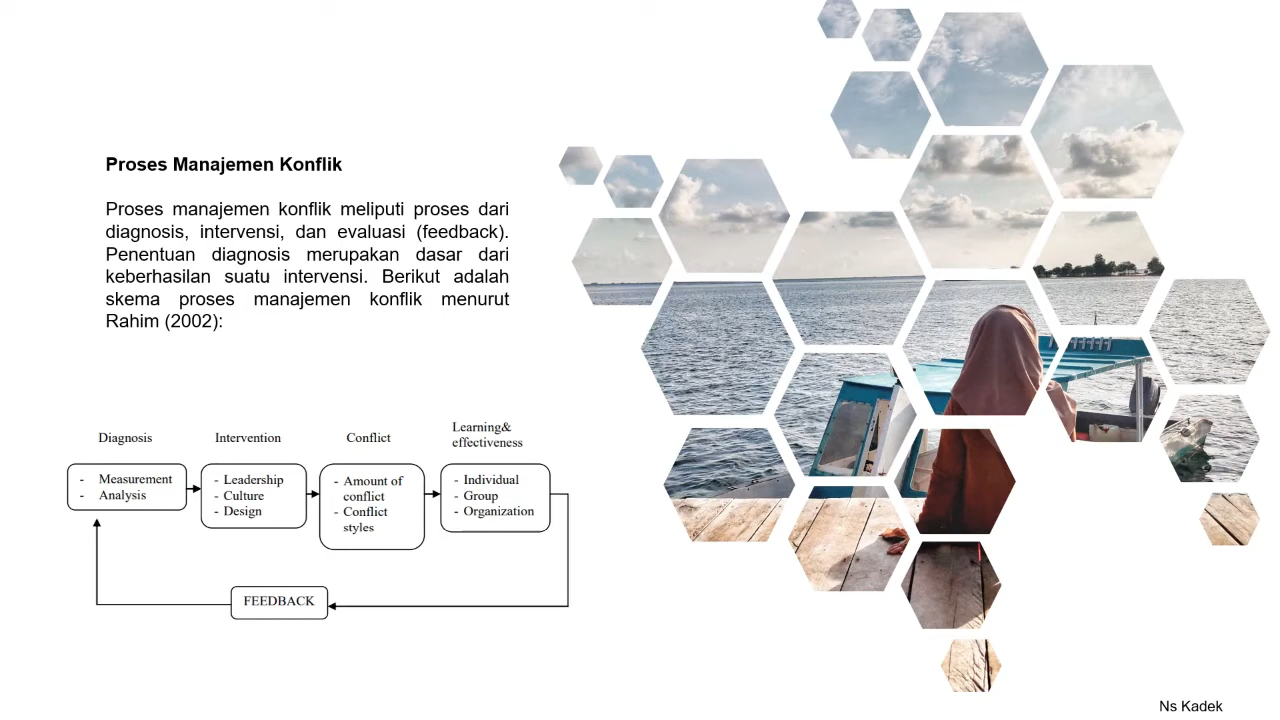 Proses Manajemen Konflik
Proses manajemen konflik meliputi proses dari
diagnosis, intervensi, dan evaluasi (feedback).
Penentuan diagnosis merupakan dasar dari
keberhasilan suatu intervensi. Berikut adalah
skema proses manajemen konflik menurut
Rahim (2002):
Diagnosis
- Measurement
- Analysis
Intervention
- Leadership
- Culture
- Design
Conflict
- Amount of
conflict
- Conflict
styles
Learning&
effectiveness
- Individual
- Group
- Organization
FEEDBACK
Ns Kadek